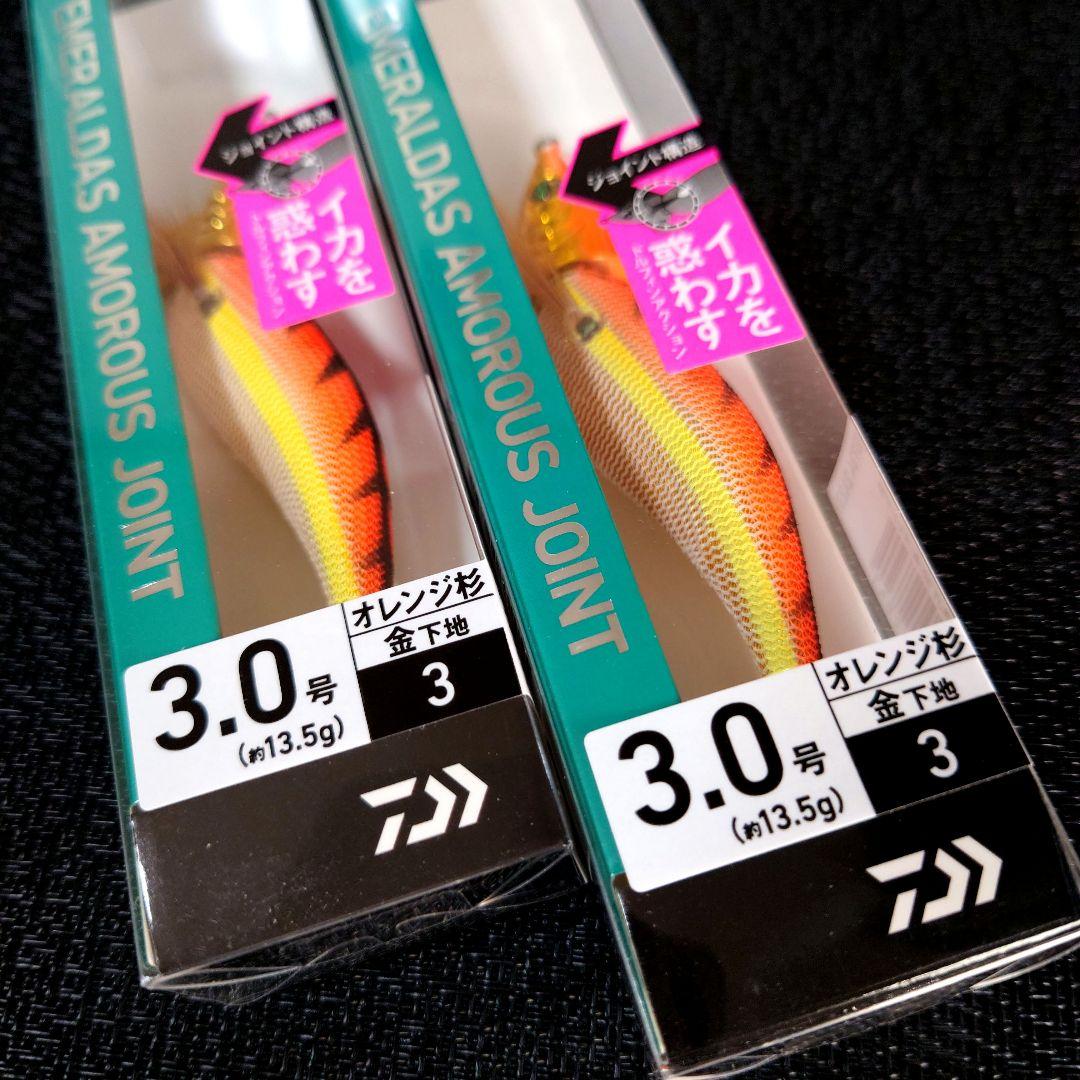 EMERALDAS AMOROUS JOINT
ジョイント構造
イカを
惑わす
オレンジ杉
金 下地
3
3.0号
(約13.5g)
EMERALDAS AMOROUS JOINT
ジョイント構造
イカを
惑わす
オレンジ杉
金 下地
3
3.0号
(約13.5g)